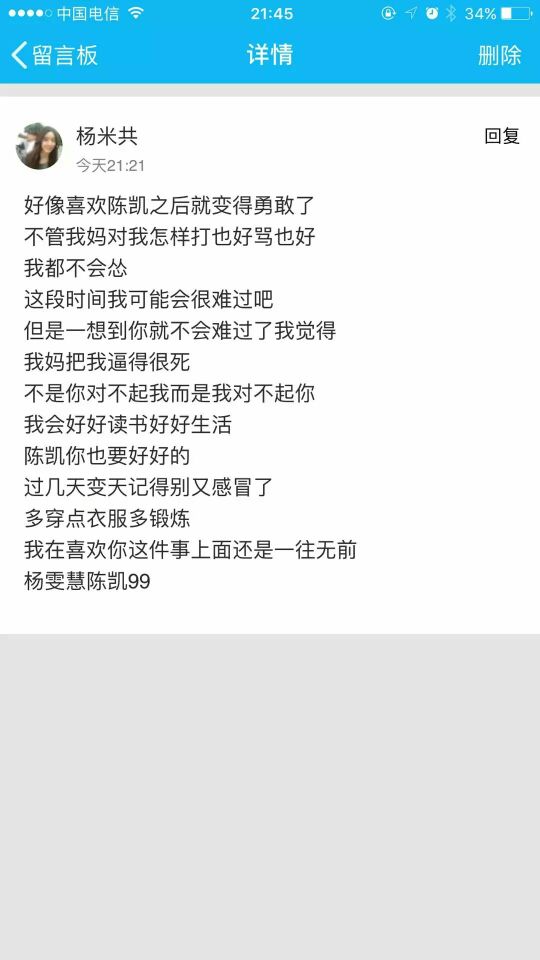 中国电信
21:45
34%
留言板
详情
删除
杨米共
回复
今天21:21
好像喜欢陈凯之后就变得勇敢了
不管我妈对我怎样打也好骂也好
我都不会怂
这段时间我可能会很难过吧
但是一想到你就不会难过了我觉得
我妈把我逼得很死
不是你对不起我而是我对不起你
我会好好读书好好生活
陈凯你也要好好的
过几天变天记得别又感冒了
多穿点衣服多锻炼
我在喜欢你这件事上面还是一往无前
杨雯慧陈凯99